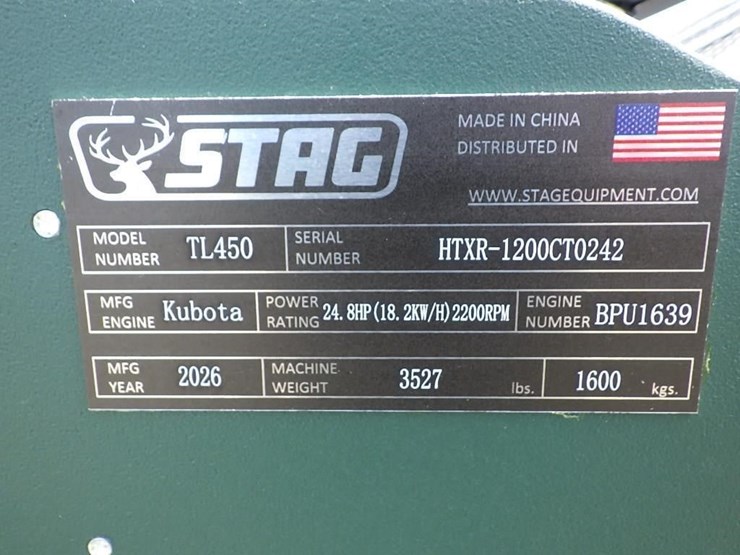 STAG
MADE IN CHINA
DISTRIBUTED IN
WWW.STAGEQUIPMENT.COM
MODEL NUMBER TL450 SERIAL NUMBER HTXR-1200CT0242
MFG ENGINE Kubota POWER RATING 24.8HP(18.2KW/H)2200RPM ENGINE NUMBER BPU1639
MFG YEAR 2026 MACHINE WEIGHT 3527 lbs. 1600 kgs.